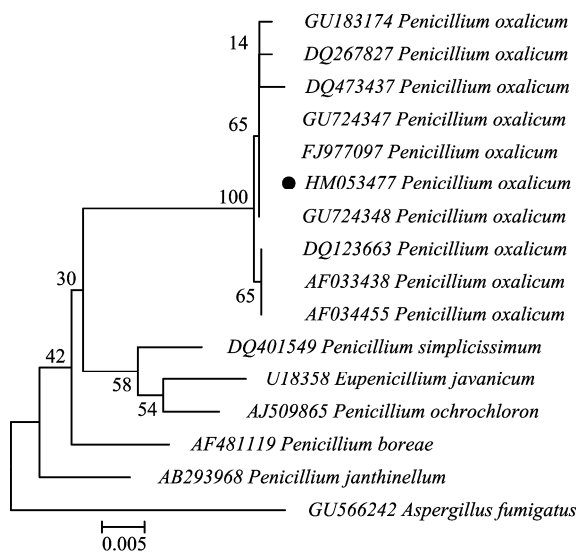 GU183174 Penicillium oxalicum
14
DQ267827 Penicillium oxalicum
DQ473437 Penicillium oxalicum
GU724347 Penicillium oxalicum
65
FJ977097 Penicillium oxalicum
HM053477 Penicillium oxalicum
100
GU724348 Penicillium oxalicum
DQ123663 Penicillium oxalicum
30
AF033438 Penicillium oxalicum
65
AF034455 Penicillium oxalicum
DQ401549 Penicillium simplicissimum
42
58
U18358 Eupenicillium javanicum
54
AJ509865 Penicillium ochrochloron
AF481119 Penicillium boreae
AB293968 Penicillium janthinellum
GU566242 Aspergillus fumigatus
0.005